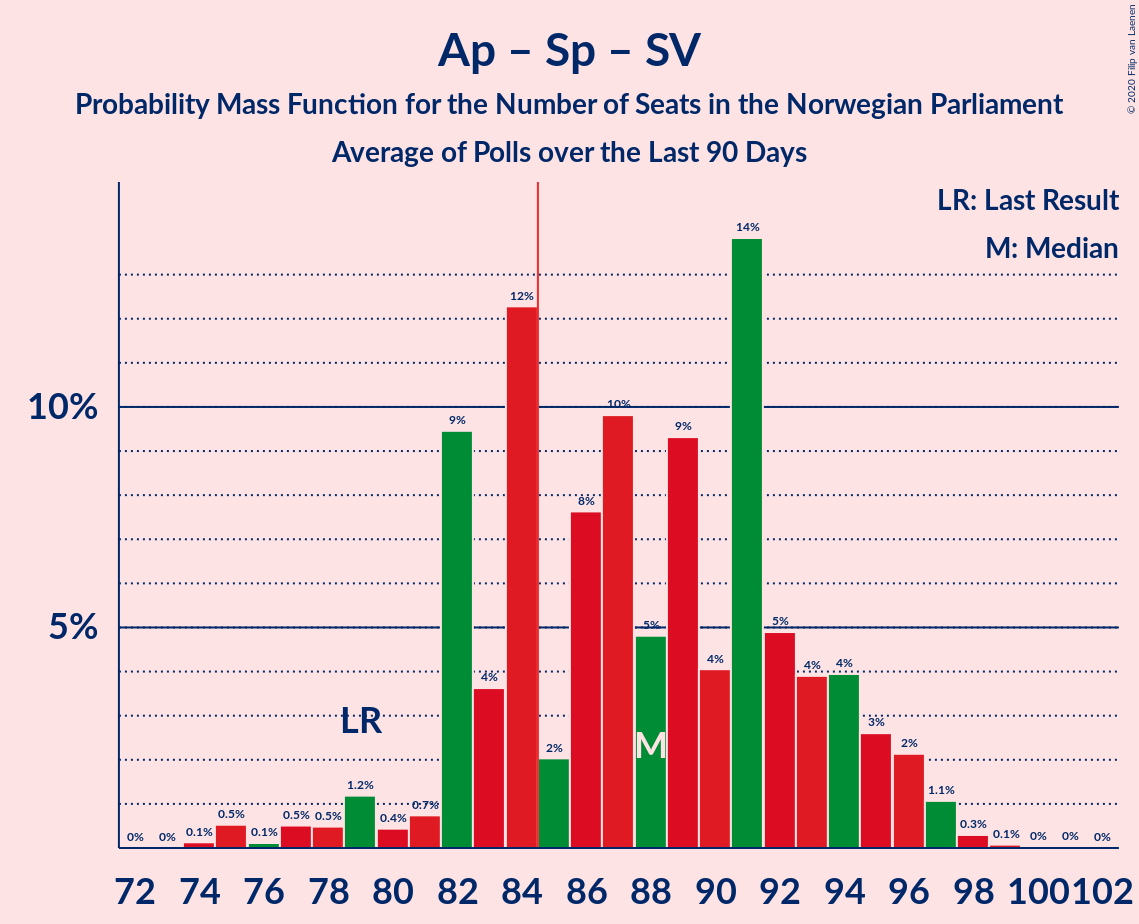 Ap – Sp – SV
Probability Mass Function for the Number of Seats in the Norwegian Parliament
Average of Polls over the Last 90 Days
© 2020 Filip van Laenen
LR: Last Result
M: Median
10%
5%
0% 0% 0.1% 0.5% 0.1% 0.5% 0.5% 1.2% 0.4% 0.7% 9% 4% 12% 2% 8% 10% 5% 9% 4% 14% 5% 4% 4% 3% 2% 1.1% 0.3% 0.1% 0% 0% 0%
LR
M
72 74 76 78 80 82 84 86 88 90 92 94 96 98 100 102